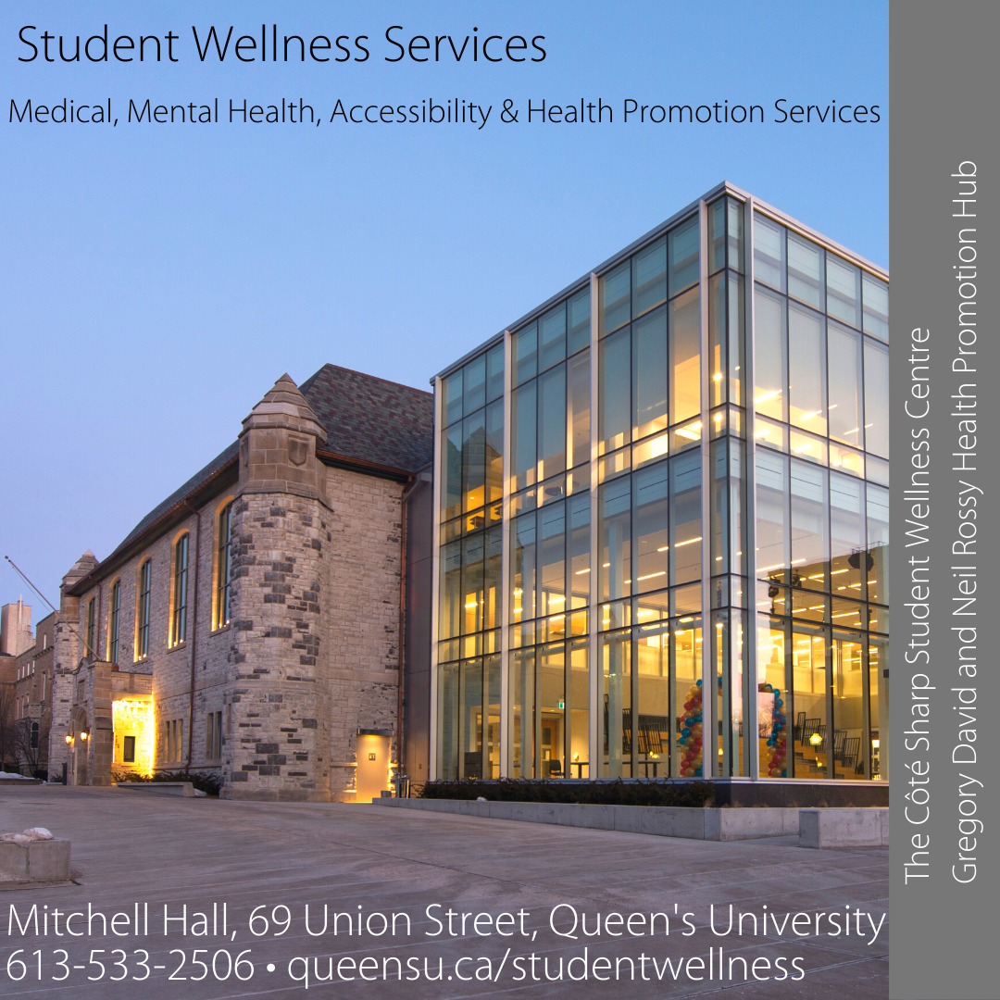 Student Wellness Services
Medical, Mental Health, Accessibility & Health Promotion Services
The Côté Sharp Student Wellness Centre
Gregory David and Neil Rossy Health Promotion Hub
Mitchell Hall, 69 Union Street, Queen's University
613-533-2506 • queensu.ca/studentwellness